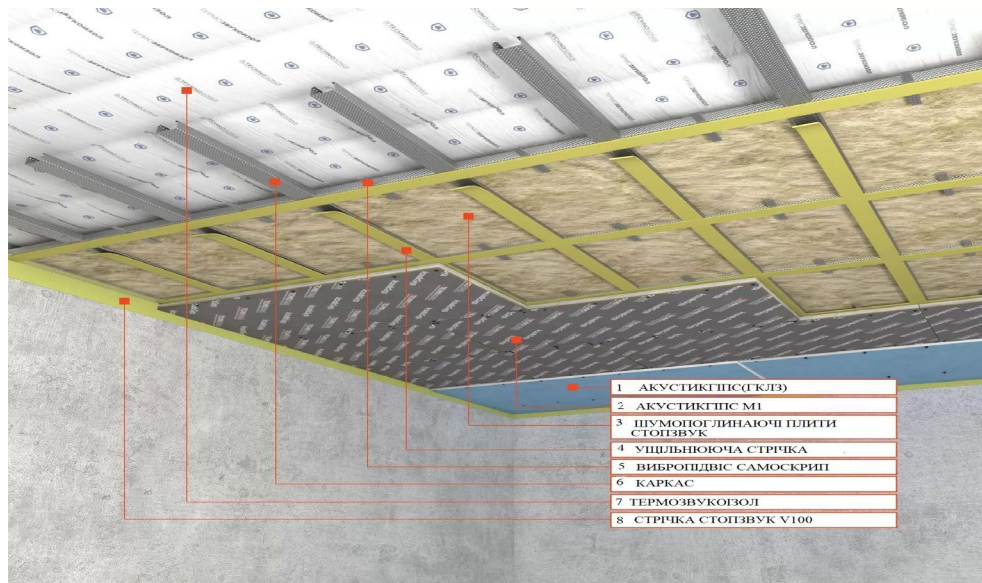 1 АКУСТИКГІПС(ГКЛЗ)
2 АКУСТИКГІПС М1
3 ШУМОПОГЛИНАЮЧІ ПЛИТИ
СТОПЗВУК
4 УЩІЛЬНЮЮЧА СТРІЧКА
5 ВИБРОПІДВІС САМОСКРИП
6 КАРКАС
7 ТЕРМОЗВУКОІЗОЛ
8 СТРІЧКА СТОПЗВУК V100